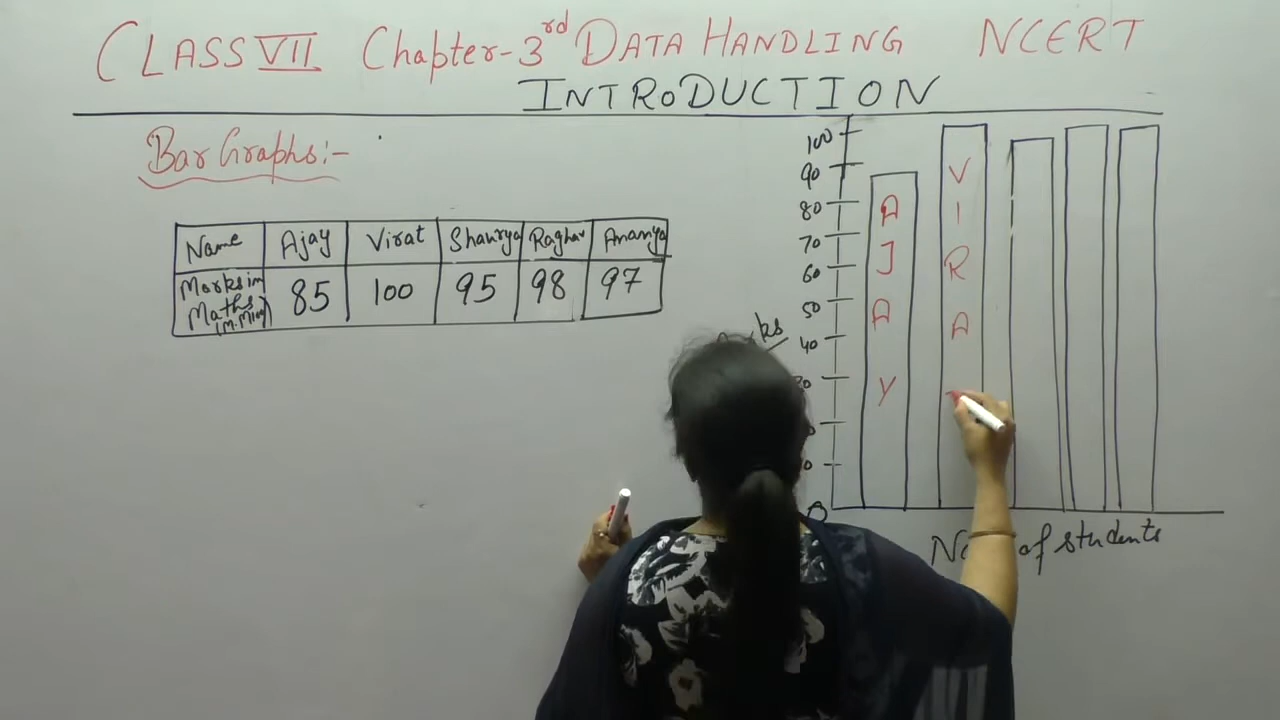 CLASS VII Chapter-3rd DATA HANDLING NCERT
INTRODUCTION
Bar Graphs:-
Name Ajay Virat Shaurya Raghav Ananya
Marks in Maths 85 100 95 98 97
100
90
80
70
60
50
40
0
AJAY
VIRA
of students